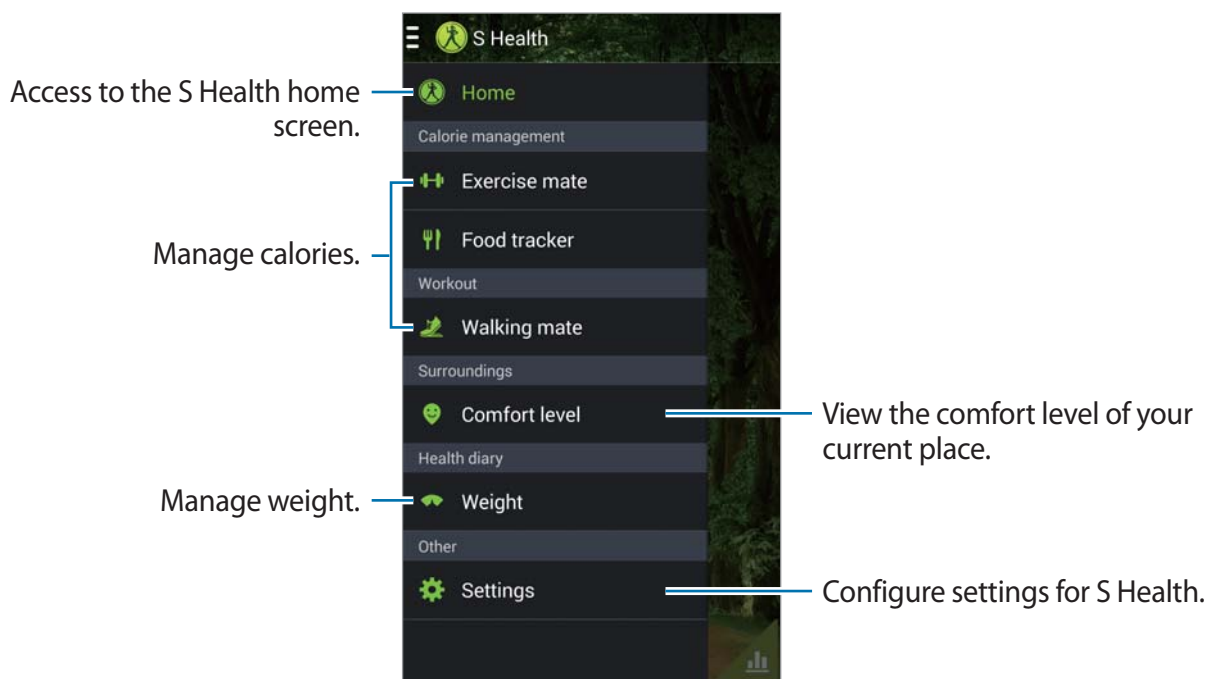 S Health
Access to the S Health home
screen.
Home
Calorie management
Exercise mate
Manage calories.
Food tracker
Workout
Walking mate
Surroundings
Comfort level
View the comfort level of your
current place.
Health diary
Manage weight.
Weight
Other
Settings
Configure settings for S Health.